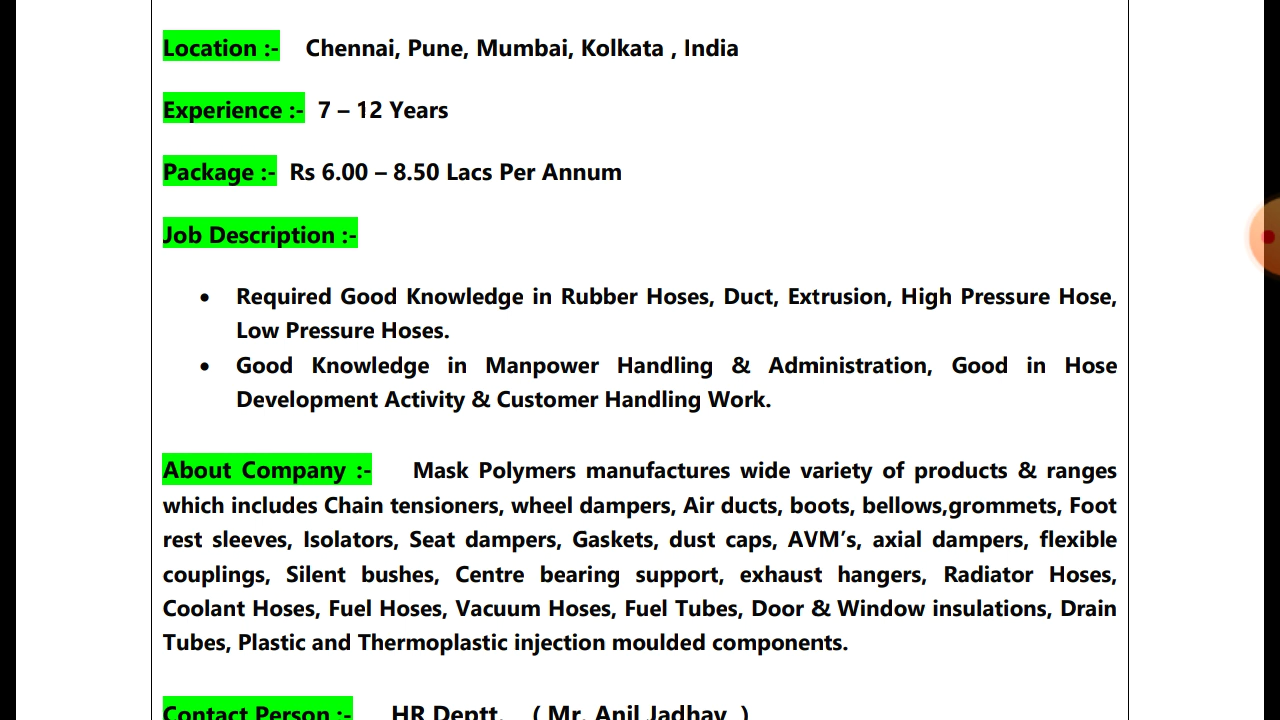 Location :- Chennai, Pune, Mumbai, Kolkata , India
Experience :- 7 – 12 Years
Package :- Rs 6.00 – 8.50 Lacs Per Annum
Job Description :-
• Required Good Knowledge in Rubber Hoses, Duct, Extrusion, High Pressure Hose,
Low Pressure Hoses.
• Good Knowledge in Manpower Handling & Administration, Good in Hose
Development Activity & Customer Handling Work.
About Company :- Mask Polymers manufactures wide variety of products & ranges
which includes Chain tensioners, wheel dampers, Air ducts, boots, bellows,grommets, Foot
rest sleeves, Isolators, Seat dampers, Gaskets, dust caps, AVM’s, axial dampers, flexible
couplings, Silent bushes, Centre bearing support, exhaust hangers, Radiator Hoses,
Coolant Hoses, Fuel Hoses, Vacuum Hoses, Fuel Tubes, Door & Window insulations, Drain
Tubes, Plastic and Thermoplastic injection moulded components.
Contact Person :- HR Deptt. ( Mr. Anil Jadhav )